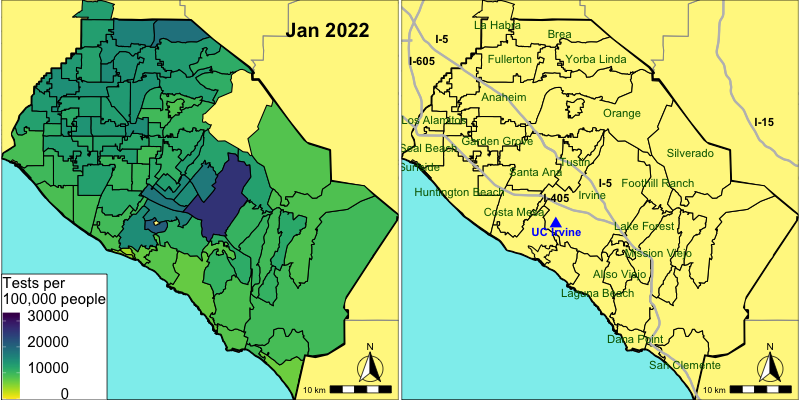 Jan 2022
Tests per
100,000 people
30000
20000
10000
0
N
10 km
La Habra
Brea
I-5
I-605
Fullerton
Yorba Linda
Anaheim
Orange
I-15
Los Alamitos
Garden Grove
Seal Beach
Silverado
Tustin
Sunside
Santa Ana
I-5
Foothill Ranch
Huntington Beach
I-405
Irvine
Costa Mesa
UC Irvine
Lake Forest
Mission Viejo
Aliso Viejo
Laguna Beach
Dana Point
San Clemente
N
10 km